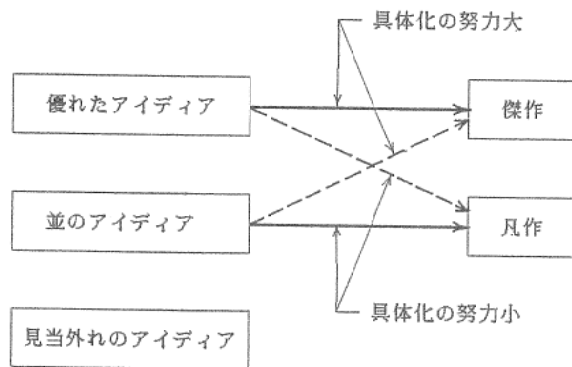 具体化の努力大
優れたアイディア
傑作
並のアイディア
凡作
具体化の努力小
見当外れのアイディア